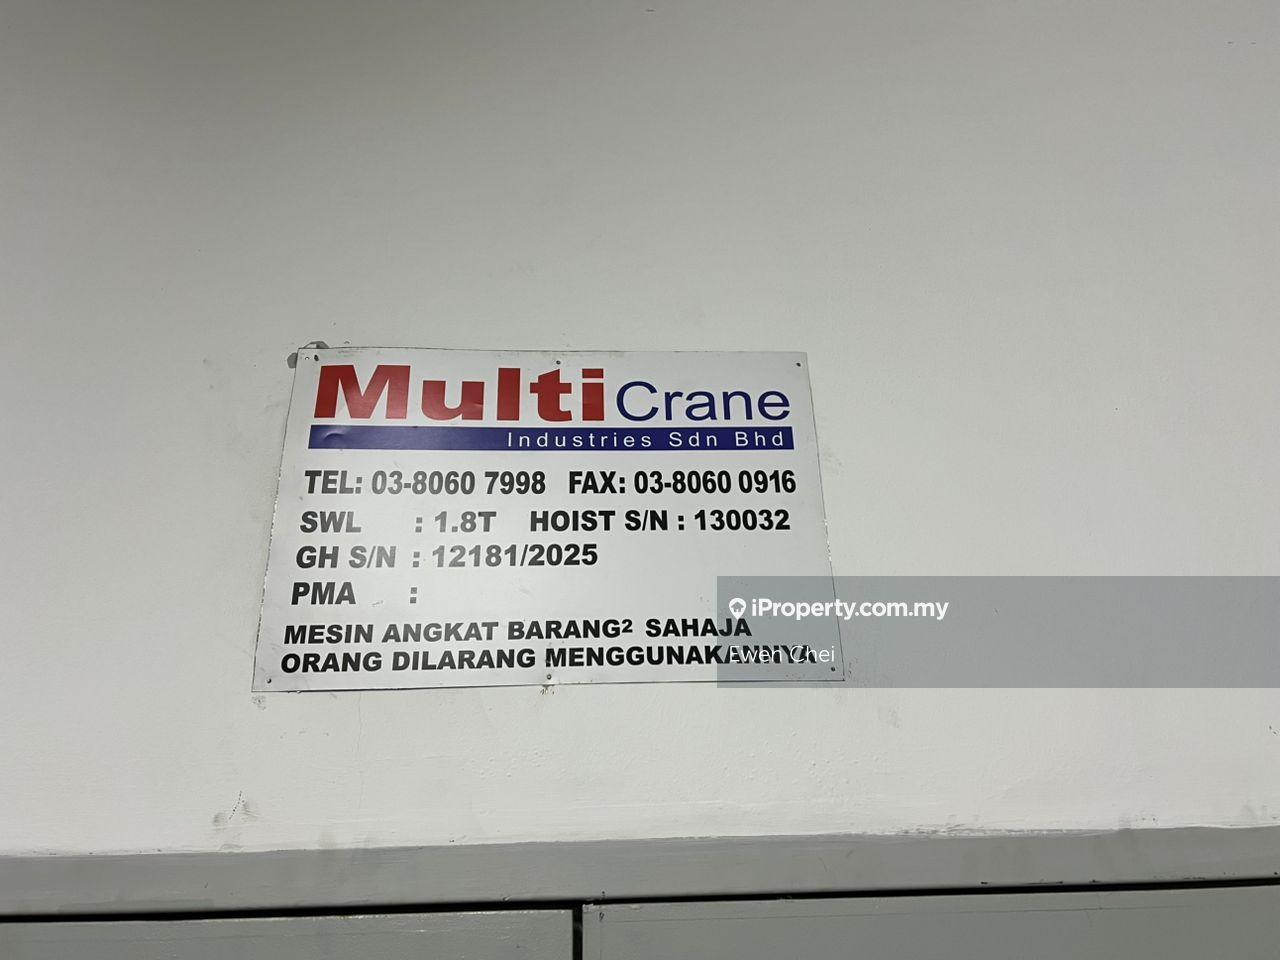 Multi Crane
Industries Sdn Bhd
TEL: 03-8060 7998 FAX: 03-8060 0916
SWL : 1.8T HOIST S/N : 130032
GH S/N : 12181/2025
PMA :
MESIN ANGKAT BARANG² SAHAJA
ORANG DILARANG MENGGUNAKANNYA
iProperty.com.my
Ewen Chei